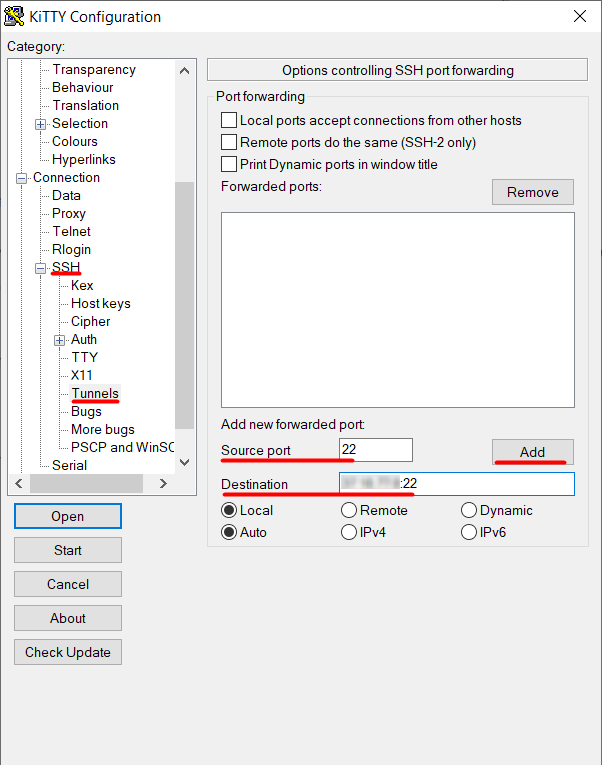 KiTTY Configuration
Category:
Transparency
Behaviour
Translation
Selection
Colours
Hyperlinks
Connection
Data
Proxy
Telnet
Rlogin
SSH
Kex
Host keys
Cipher
Auth
TTY
X11
Tunnels
Bugs
More bugs
PSCP and WinSC
Serial
Open
Start
Cancel
About
Check Update
Options controlling SSH port forwarding
Port forwarding
Local ports accept connections from other hosts
Remote ports do the same (SSH-2 only)
Print Dynamic ports in window title
Forwarded ports:
Remove
Add new forwarded port:
Source port 22 Add
Destination :22
Local Remote Dynamic
Auto IPv4 IPv6